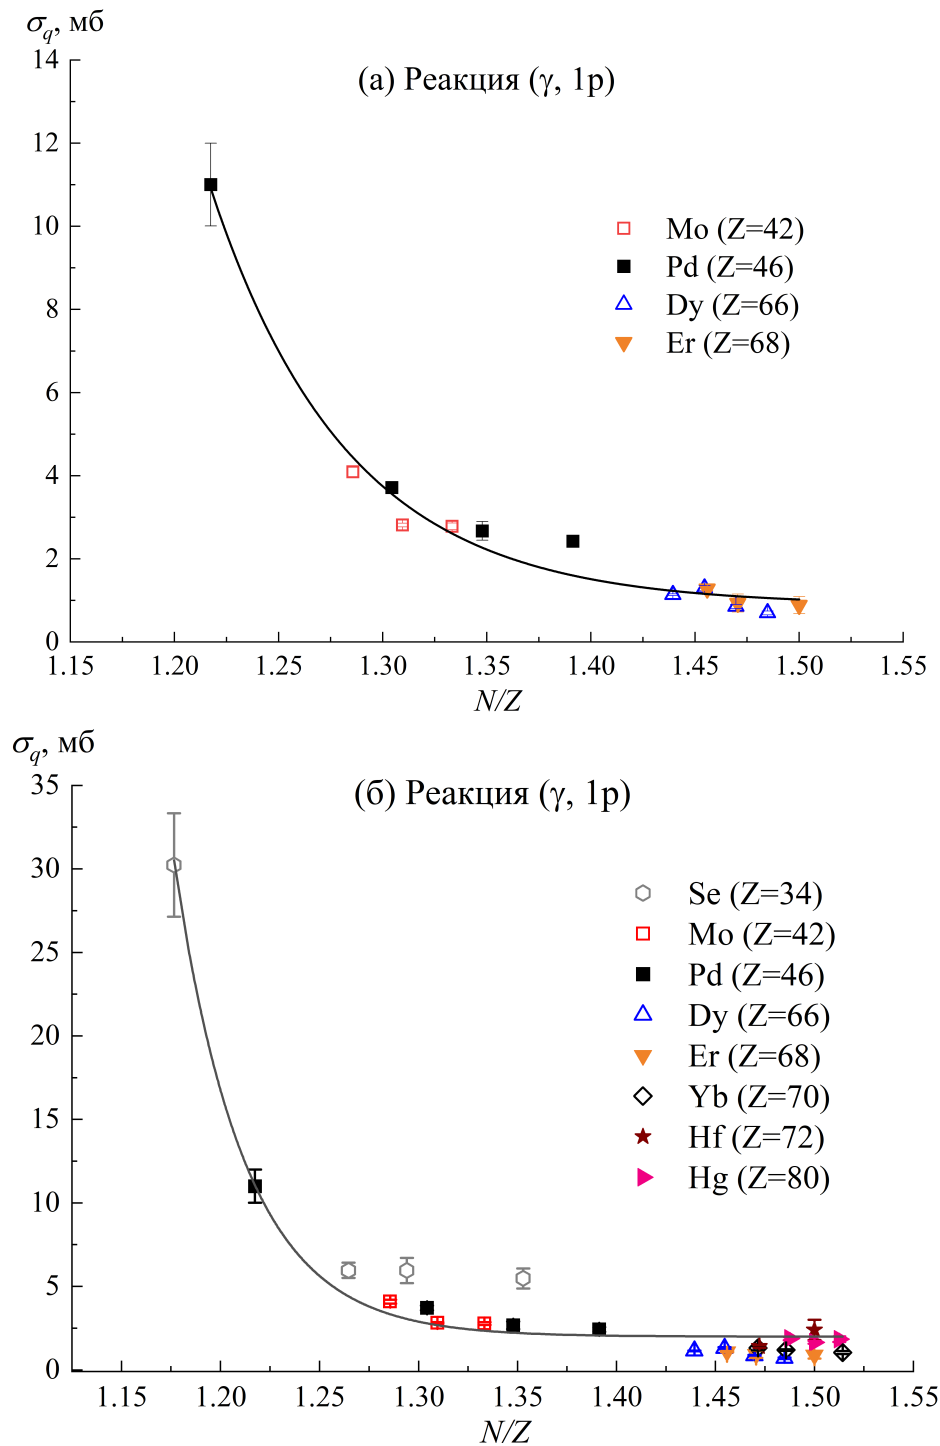 σq, мб
(а) Реакция (γ, 1p)
14
12
10
8
6
4
2
0
Mo (Z=42)
Pd (Z=46)
Dy (Z=66)
Er (Z=68)
1.15 1.20 1.25 1.30 1.35 1.40 1.45 1.50 1.55
N/Z
σq, мб
(б) Реакция (γ, 1p)
35
30
25
20
15
10
5
0
Se (Z=34)
Mo (Z=42)
Pd (Z=46)
Dy (Z=66)
Er (Z=68)
Yb (Z=70)
Hf (Z=72)
Hg (Z=80)
1.15 1.20 1.25 1.30 1.35 1.40 1.45 1.50 1.55
N/Z